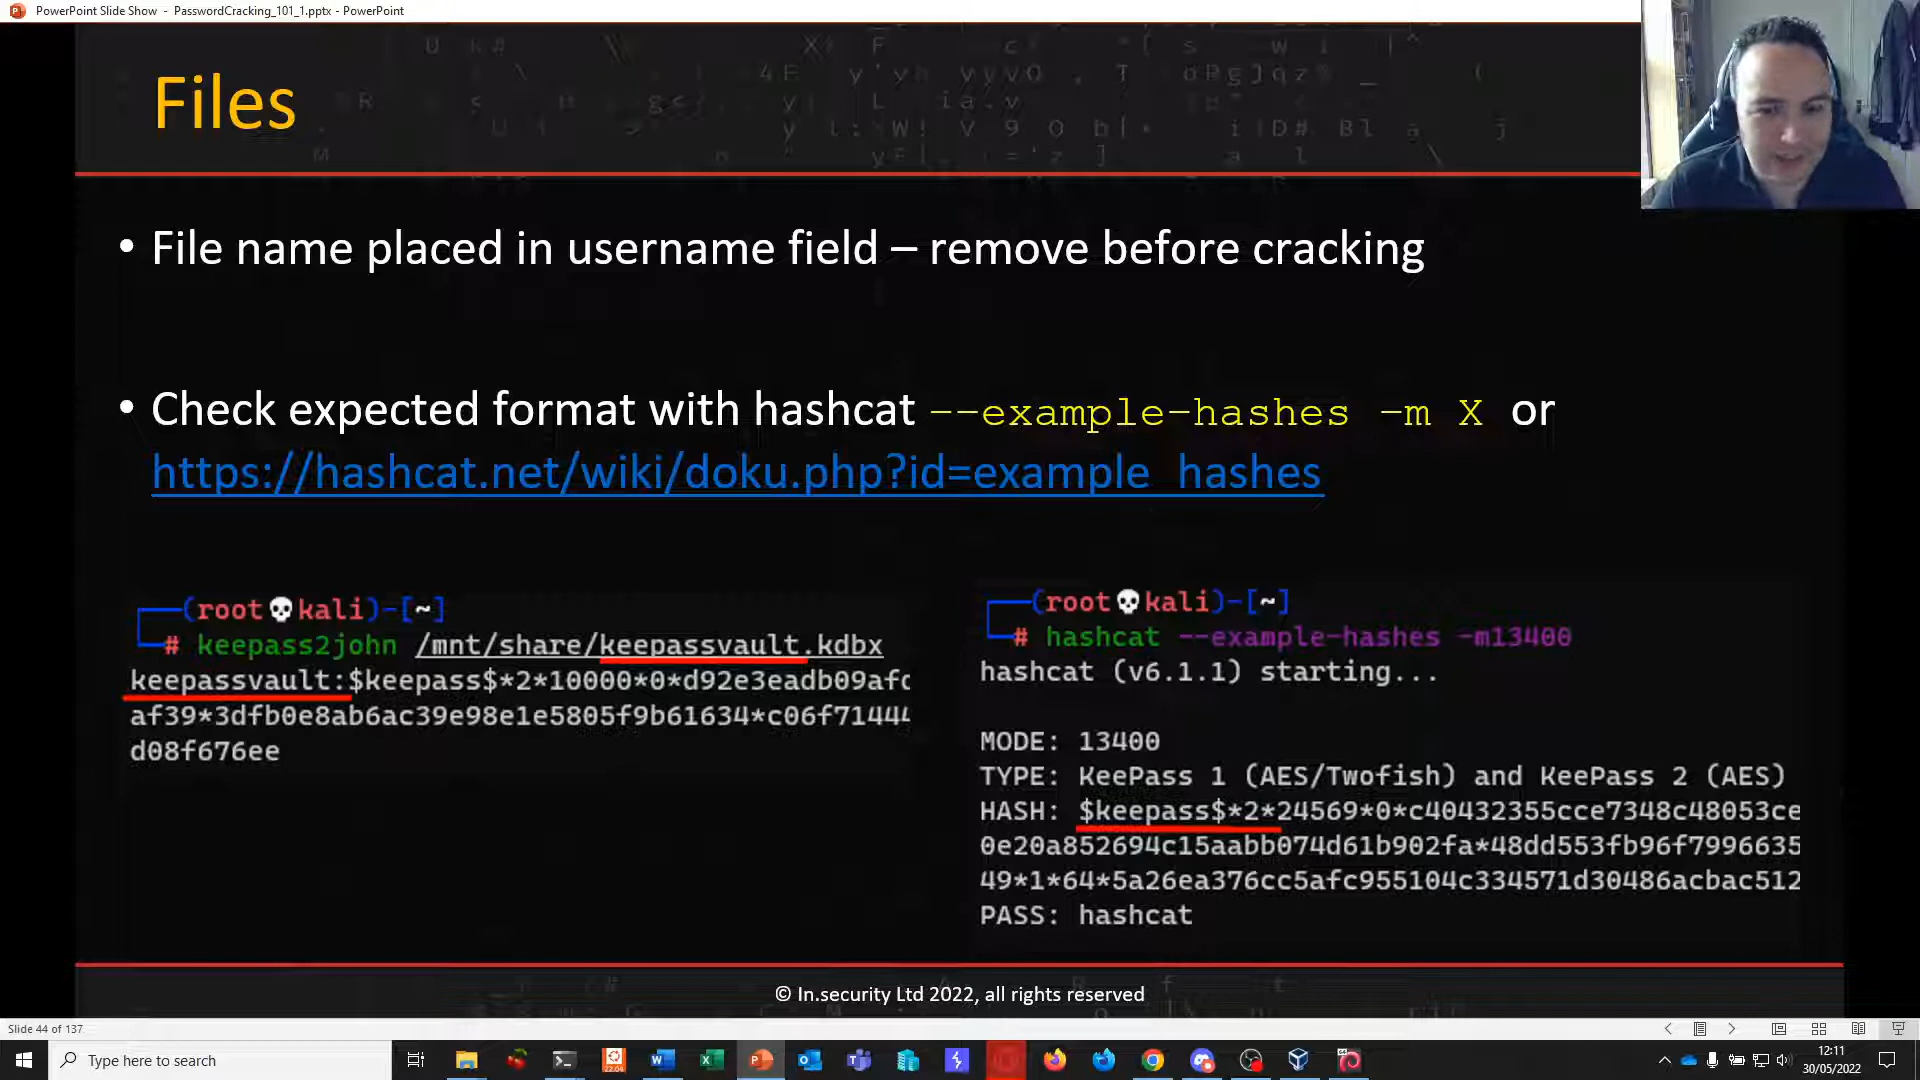 PowerPoint Slide Show - PasswordCracking_101_1.pptx - PowerPoint
Files
• File name placed in username field – remove before cracking
• Check expected format with hashcat --example-hashes -m X or
https://hashcat.net/wiki/doku.php?id=example_hashes
(root kali)-[~]
# keepass2john /mnt/share/keepassvault.kdbx
keepassvault:$keepass$*2*10000*0*d92e3eadb09afc
af39*3dfb0e8ab6ac39e98e1e5805f9b61634*c06f71444
d08f676ee
(root kali)-[~]
# hashcat --example-hashes -m13400
hashcat (v6.1.1) starting...
MODE: 13400
TYPE: KeePass 1 (AES/Twofish) and KeePass 2 (AES)
HASH: $keepass$*2*24569*0*c40432355cce7348c48053ce
0e20a852694c15aabb074d61b902fa*48dd553fb96f7996635
49*1*64*5a26ea376cc5afc955104c334571d30486acbac512
PASS: hashcat
© In.security Ltd 2022, all rights reserved
Slide 44 of 137
Type here to search
22.04
12:11
30/05/2022